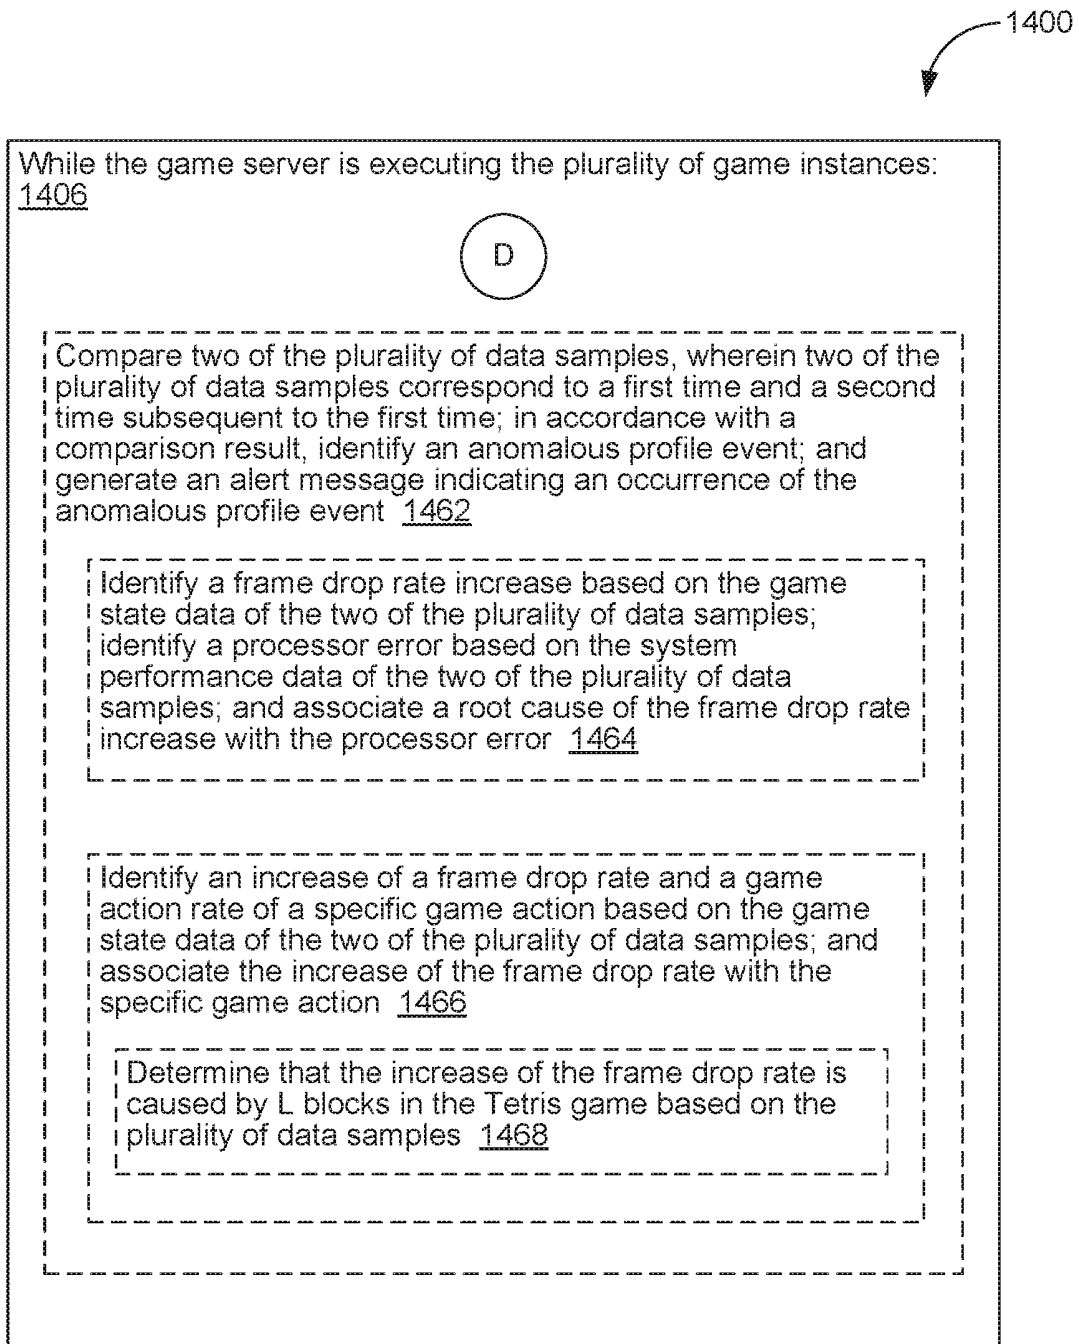 1400
While the game server is executing the plurality of game instances:
1406
D
Compare two of the plurality of data samples, wherein two of the
plurality of data samples correspond to a first time and a second
time subsequent to the first time; in accordance with a
comparison result, identify an anomalous profile event; and
generate an alert message indicating an occurrence of the
anomalous profile event 1462
Identify a frame drop rate increase based on the game
state data of the two of the plurality of data samples;
identify a processor error based on the system
performance data of the two of the plurality of data
samples; and associate a root cause of the frame drop rate
increase with the processor error 1464
Identify an increase of a frame drop rate and a game
action rate of a specific game action based on the game
state data of the two of the plurality of data samples; and
associate the increase of the frame drop rate with the
specific game action 1466
Determine that the increase of the frame drop rate is
caused by L blocks in the Tetris game based on the
plurality of data samples 1468